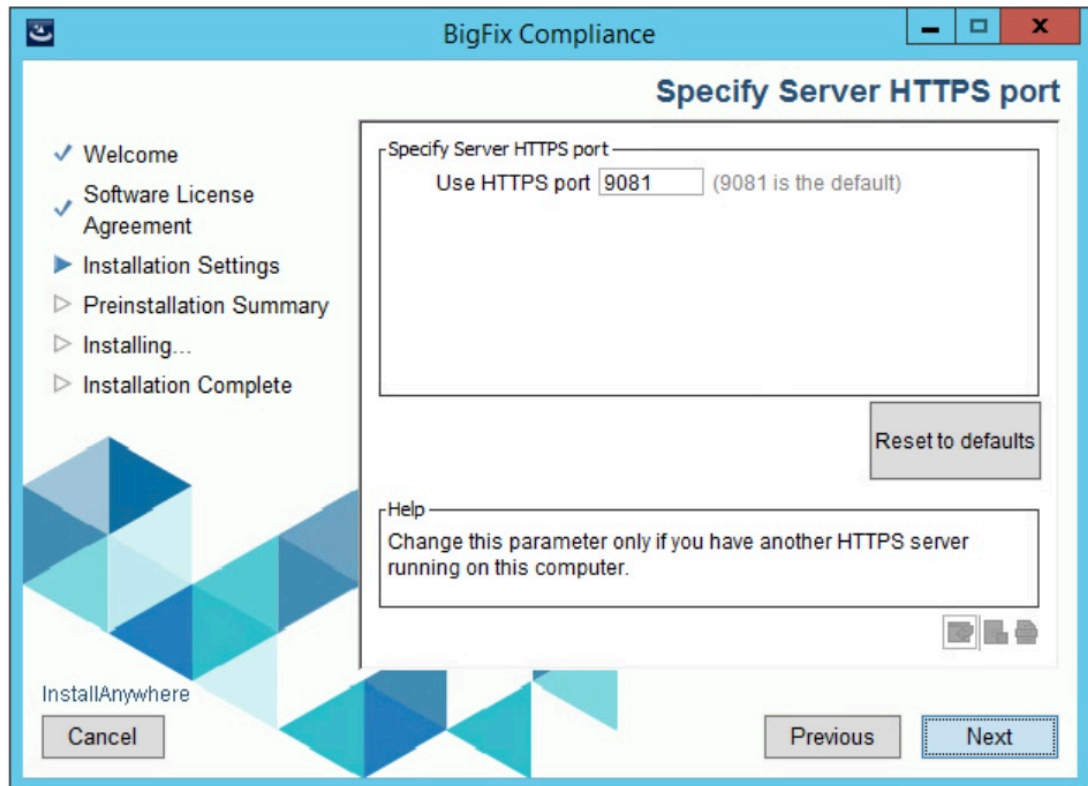 BigFix Compliance
Specify Server HTTPS port
Welcome
Software License
Agreement
Installation Settings
Preinstallation Summary
Installing...
Installation Complete
Specify Server HTTPS port
Use HTTPS port 9081 (9081 is the default)
Reset to defaults
Help
Change this parameter only if you have another HTTPS server
running on this computer.
InstallAnywhere
Cancel
Previous
Next